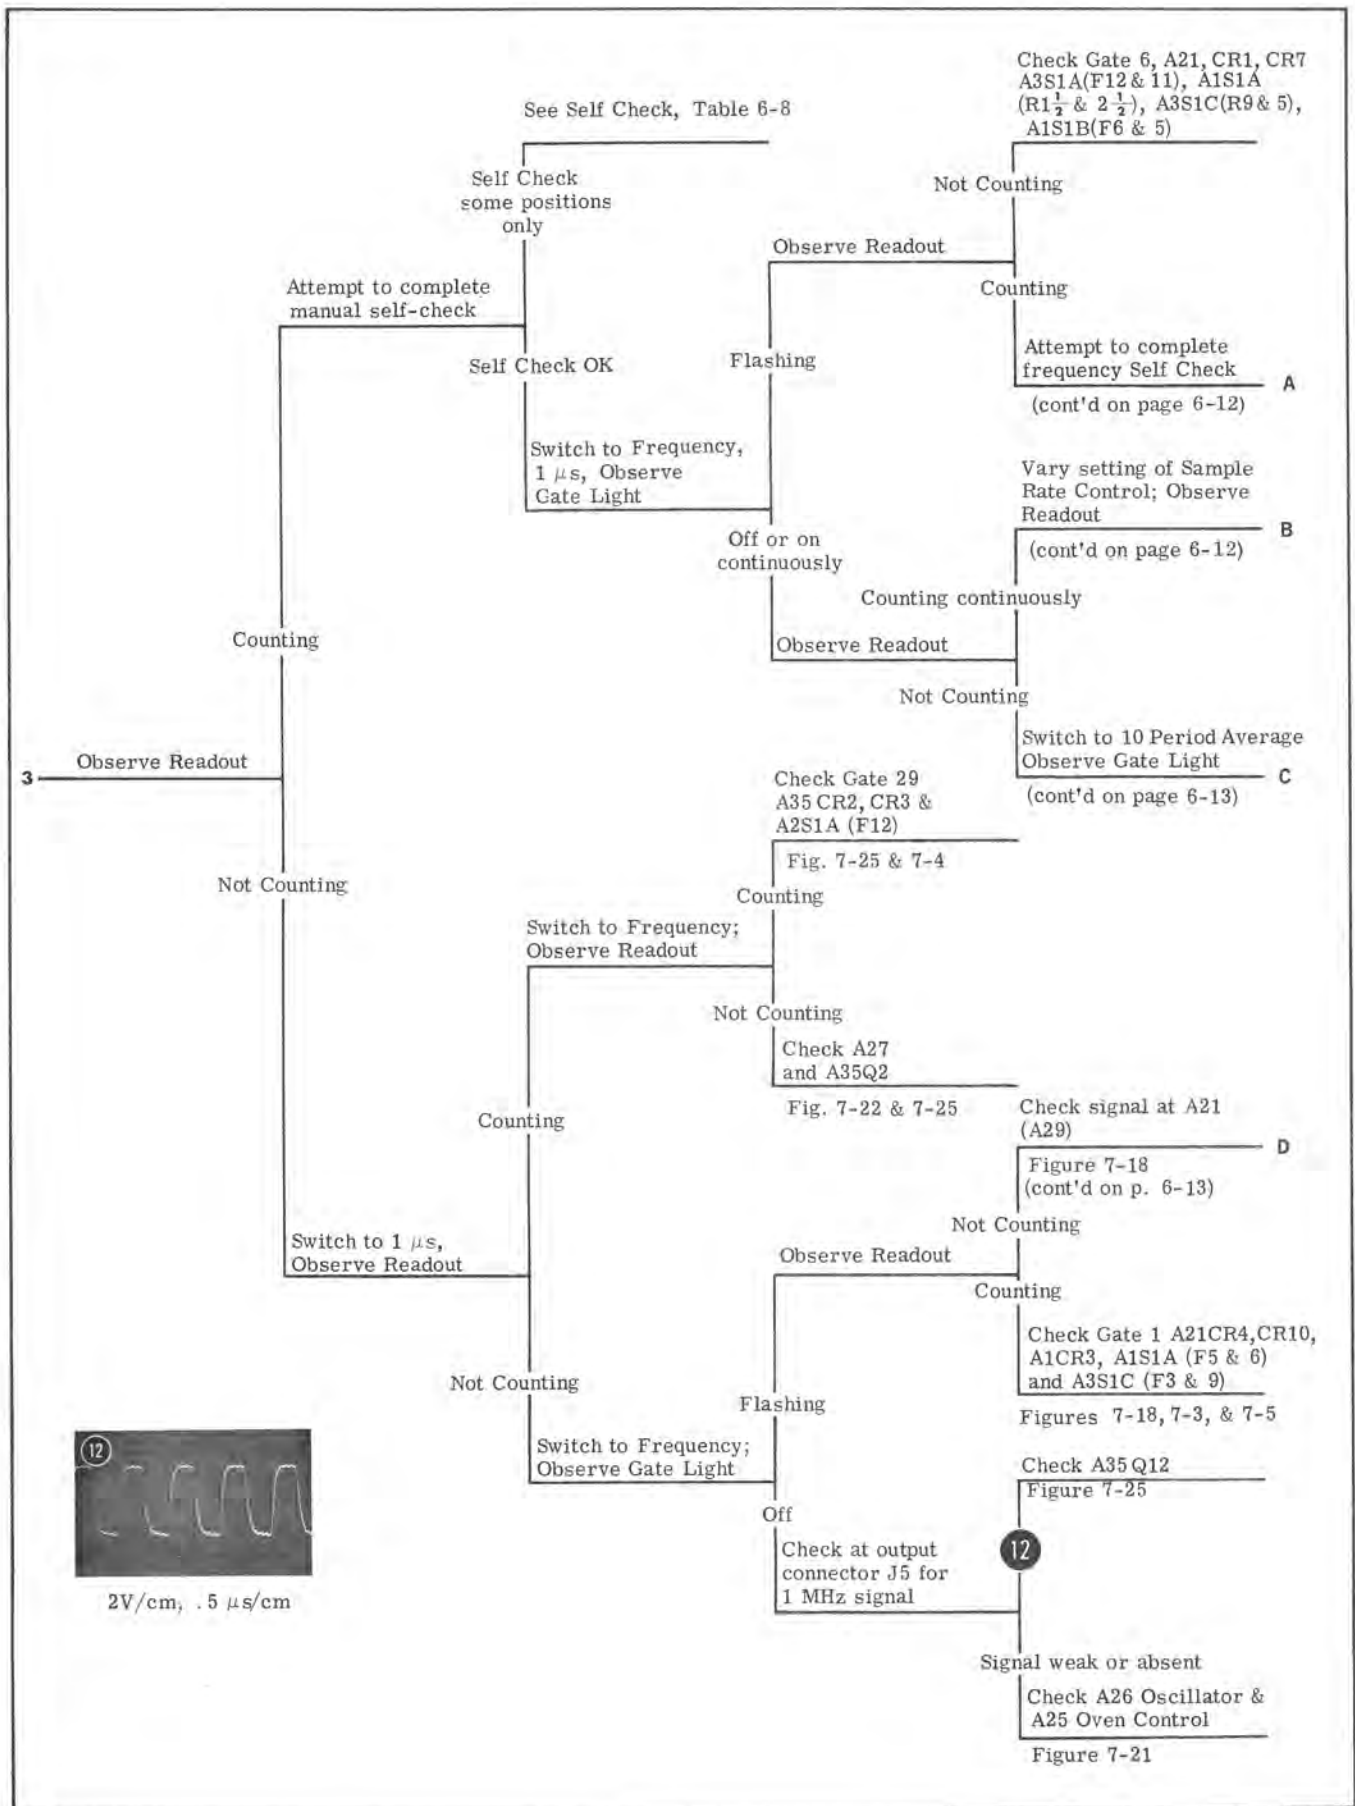 Check Gate 6, A21, CR1, CR7
A3S1A(F12 & 11), A1S1A
(R1½ & 2½), A3S1C(R9 & 5),
A1S1B(F6 & 5)
See Self Check, Table 6-8
Self Check
some positions
only
Not Counting
Observe Readout
Counting
Attempt to complete
manual self-check
Self Check OK
Flashing
Attempt to complete
frequency Self Check
A
(cont'd on page 6-12)
Switch to Frequency,
1 μs, Observe
Gate Light
Vary setting of Sample
Rate Control; Observe
Readout
B
(cont'd on page 6-12)
Off or on
continuously
Counting continuously
Counting
Observe Readout
Not Counting
3
Observe Readout
Switch to 10 Period Average
Observe Gate Light
C
(cont'd on page 6-13)
Check Gate 29
A35 CR2, CR3 &
A2S1A (F12)
Fig. 7-25 & 7-4
Not Counting
Counting
Switch to Frequency;
Observe Readout
Not Counting
Check A27
and A35Q2
Fig. 7-22 & 7-25
Counting
Check signal at A21
(A29)
D
Figure 7-18
(cont'd on p. 6-13)
Not Counting
Switch to 1 μs,
Observe Readout
Observe Readout
Counting
Check Gate 1 A21CR4,CR10,
A1CR3, A1S1A (F5 & 6)
and A3S1C (F3 & 9)
Figures 7-18, 7-3, & 7-5
Not Counting
Flashing
Switch to Frequency;
Observe Gate Light
Check A35Q12
Figure 7-25
Off
12
Check at output
connector J5 for
1 MHz signal
12
2V/cm, .5 μs/cm
Signal weak or absent
Check A26 Oscillator &
A25 Oven Control
Figure 7-21